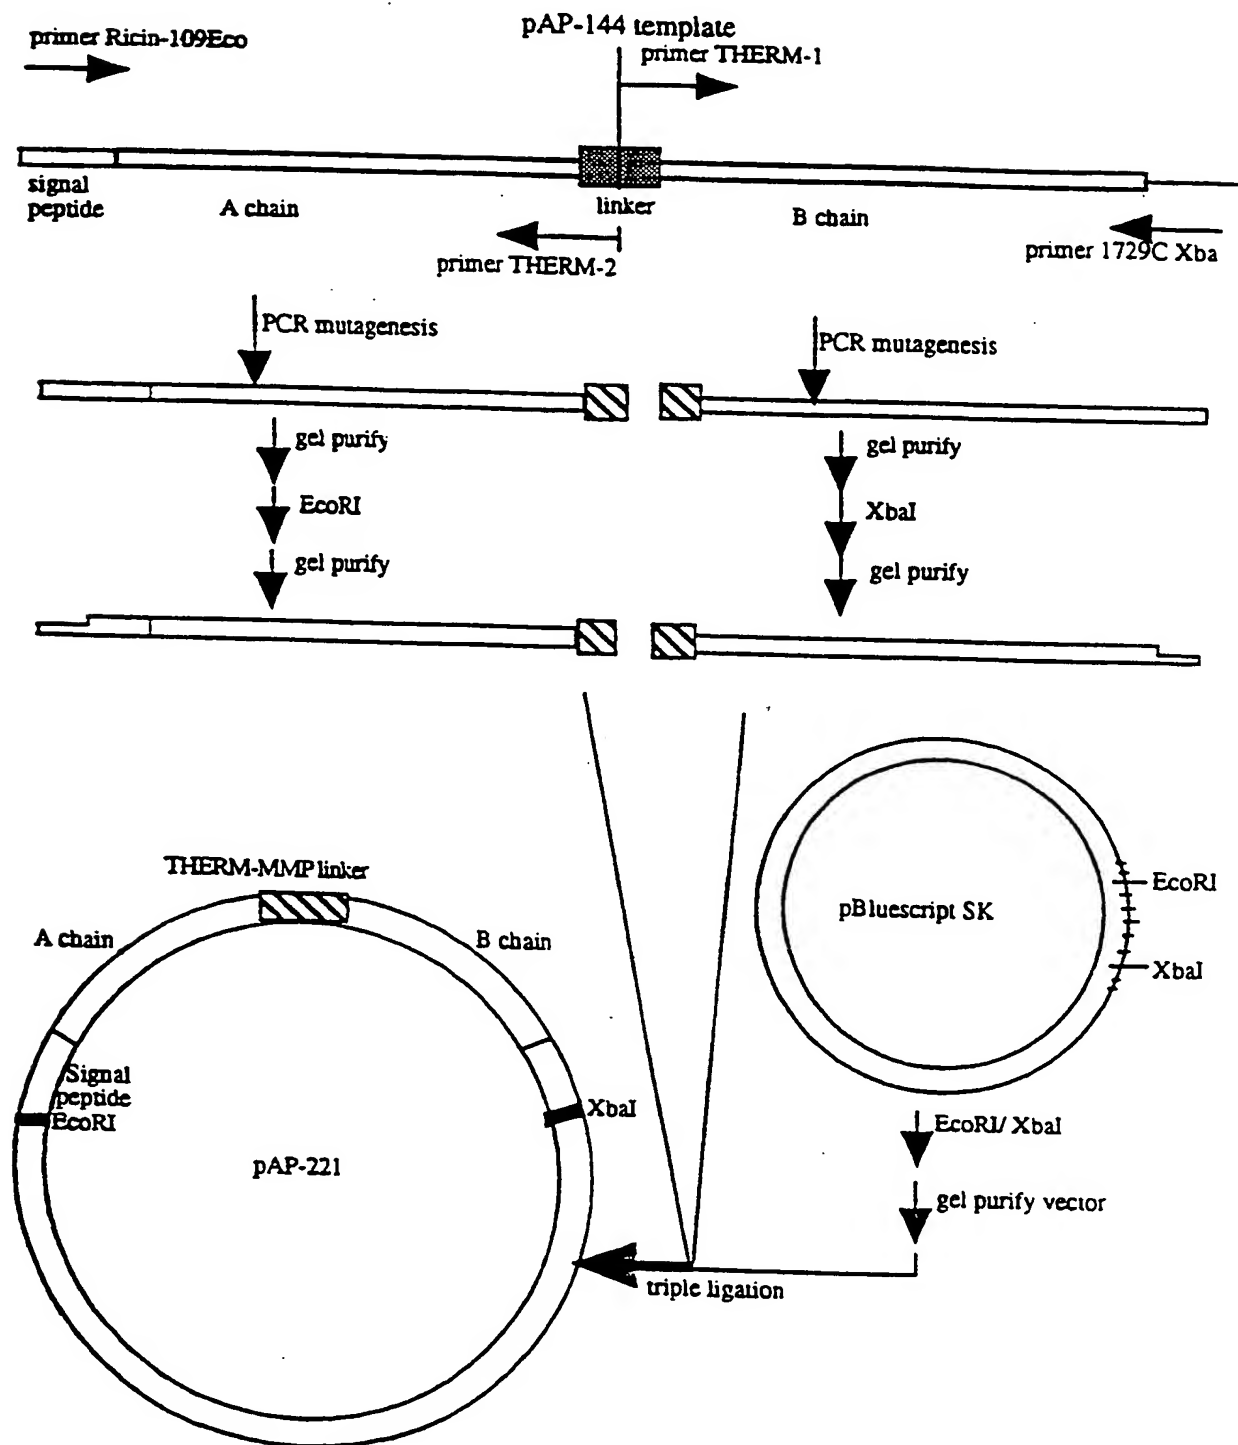 pAP-144 template
primer Ricin-109Eco
primer THERM-1
signal
peptide
A chain
linker
B chain
primer THERM-2
primer 1729C Xba
PCR mutagenesis
PCR mutagenesis
gel purify
gel purify
EcoRI
XbaI
gel purify
gel purify
THERM-MMP linker
A chain
B chain
pBluescript SK
EcoRI
XbaI
Signal
peptide
EcoRI
XbaI
pAP-221
EcoRI/ XbaI
gel purify vector
triple ligation